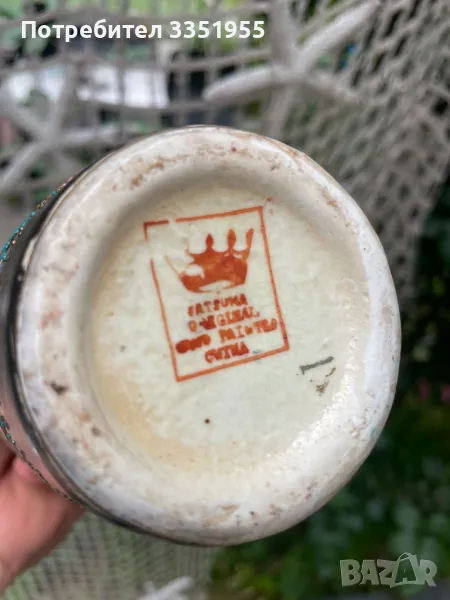 Потребител 3351955
SATSUMA
ORIGINAL
HAND PAINTED
CHINA
BAZAR